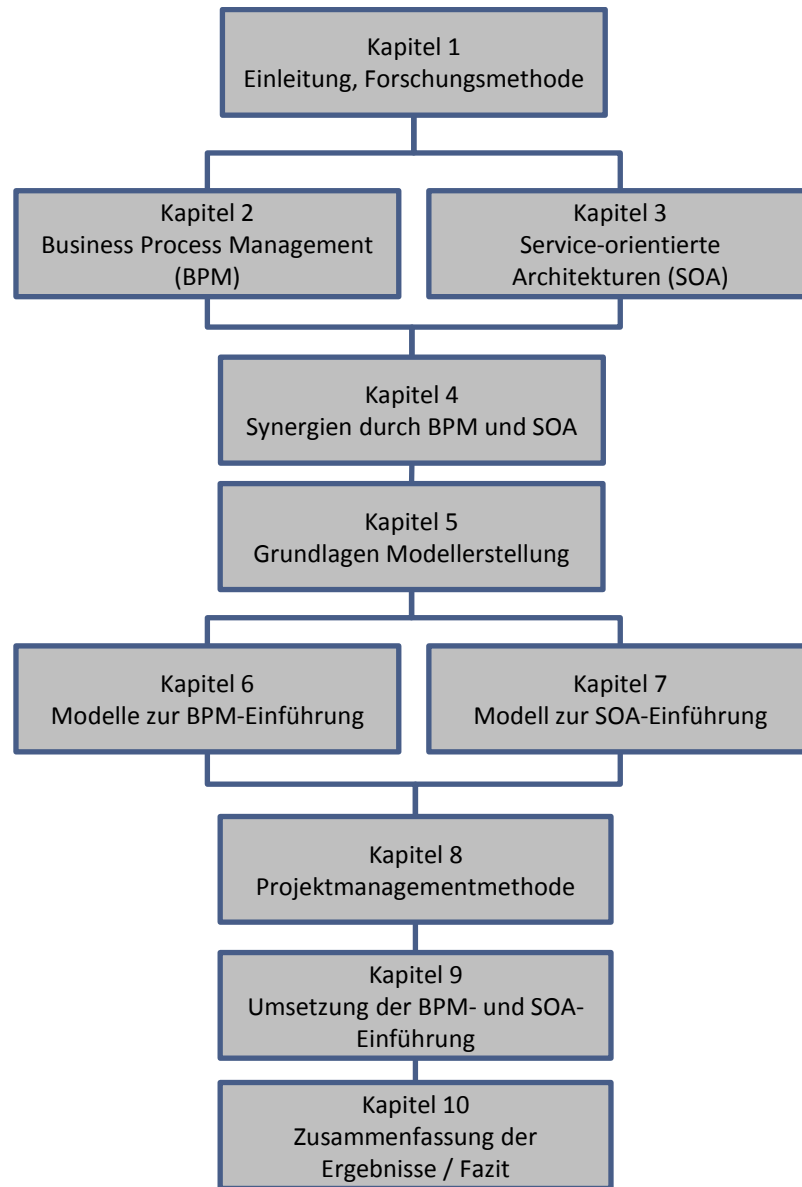 Kapitel 1
Einleitung, Forschungsmethode
Kapitel 2
Business Process Management
(BPM)
Kapitel 3
Service-orientierte
Architekturen (SOA)
Kapitel 4
Synergien durch BPM und SOA
Kapitel 5
Grundlagen Modellerstellung
Kapitel 6
Modelle zur BPM-Einführung
Kapitel 7
Modell zur SOA-Einführung
Kapitel 8
Projektmanagementmethode
Kapitel 9
Umsetzung der BPM- und SOA-
Einführung
Kapitel 10
Zusammenfassung der
Ergebnisse / Fazit